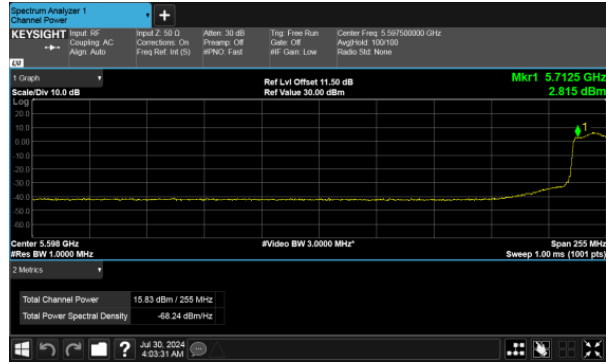 Spectrum Analyzer 1
Channel Power
+
KEYSIGHT
Input: RF
Coupling: AC
Align: Auto
Input Z: 50 Ω
Corrections: On
Freq Ref: Int (S)
Atten: 30 dB
Preamp: Off
#PNO: Fast
Trig: Free Run
Gate: Off
#IF Gain: Low
Center Freq: 5.597500000 GHz
Avg|Hold: 100/100
Radio Std: None
LXI
1 Graph
Scale/Div 10.0 dB
Ref Lvl Offset 11.50 dB
Ref Value 30.00 dBm
Mkr1 5.7125 GHz
2.815 dBm
Log
20.0
10.0
0.00
-10.0
-20.0
-30.0
-40.0
-50.0
-60.0
1
Center 5.598 GHz
#Res BW 1.0000 MHz
#Video BW 3.0000 MHz*
Span 255 MHz
Sweep 1.00 ms (1001 pts)
2 Metrics
Total Channel Power 15.83 dBm / 255 MHz
Total Power Spectral Density -68.24 dBm/Hz
?
Jul 30, 2024
4:03:31 AM